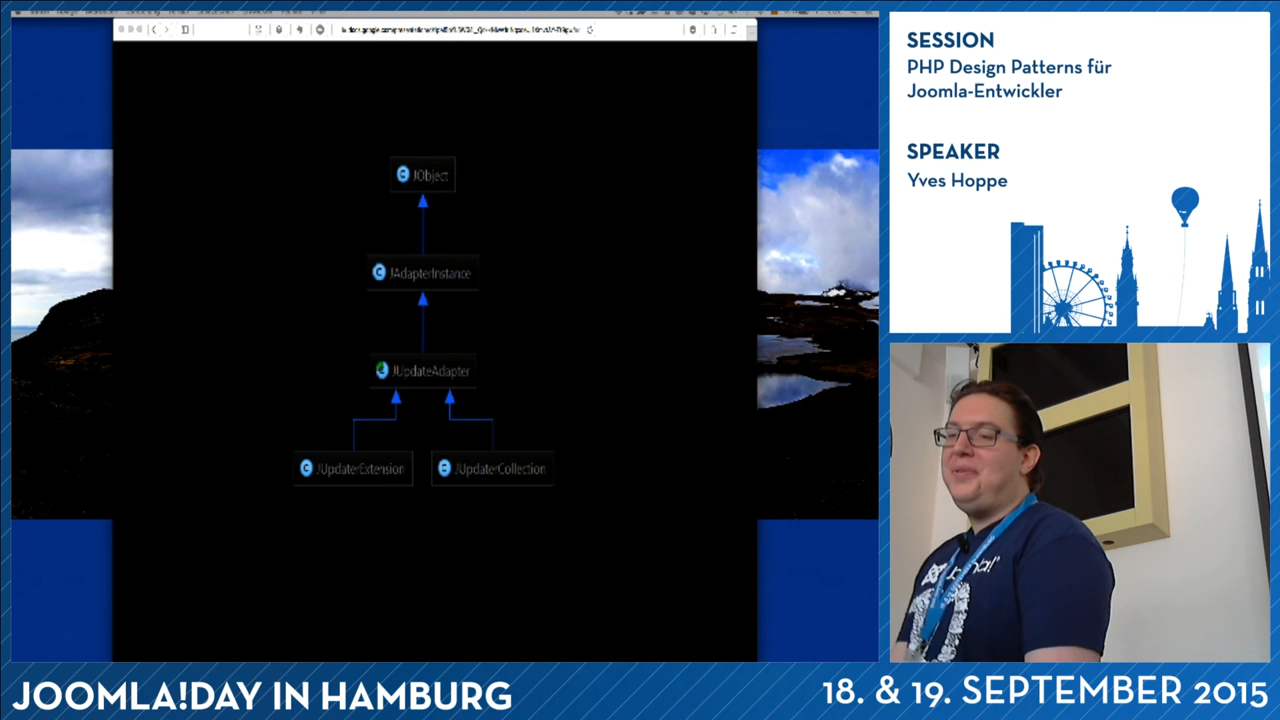 SESSION
PHP Design Patterns für
Joomla-Entwickler
SPEAKER
Yves Hoppe
JObject
JAdapterInstance
JUpdateAdapter
JUpdaterExtension
JUpdaterCollection
JOOMLA!DAY IN HAMBURG
18. & 19. SEPTEMBER 2015